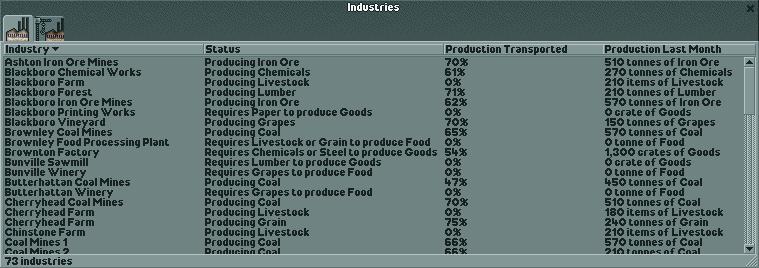 Industries
Industry Status Production Transported Production Last Month
Ashton Iron Ore Mines Producing Iron Ore 70% 510 tonnes of Iron Ore
Blackboro Chemical Works Producing Chemicals 61% 270 tonnes of Chemicals
Blackboro Farm Producing Livestock 0% 210 items of Livestock
Blackboro Forest Producing Lumber 71% 210 tonnes of Lumber
Blackboro Iron Ore Mines Producing Iron Ore 62% 570 tonnes of Iron Ore
Blackboro Printing Works Requires Paper to produce Goods 0% 0 crate of Goods
Blackboro Vineyard Producing Grapes 70% 150 tonnes of Grapes
Brownley Coal Mines Producing Coal 65% 570 tonnes of Coal
Brownley Food Processing Plant Requires Livestock or Grain to produce Food 0% 0 tonne of Food
Brownton Factory Requires Chemicals or Steel to produce Goods 54% 1,300 crates of Goods
Bunville Sawmill Requires Lumber to produce Goods 0% 0 crate of Goods
Bunville Winery Requires Grapes to produce Food 0% 0 tonne of Food
Butterhattan Coal Mines Producing Coal 47% 450 tonnes of Coal
Butterhattan Winery Requires Grapes to produce Food 0% 0 tonne of Food
Cherryhead Coal Mines Producing Coal 70% 510 tonnes of Coal
Cherryhead Farm Producing Livestock 0% 180 items of Livestock
Cherryhead Farm Producing Grain 75% 240 tonnes of Grain
Chinstone Farm Producing Livestock 0% 210 items of Livestock
Coal Mines 1 Producing Coal 66% 570 tonnes of Coal
Coal Mines 2 Producing Coal 66% 210 tonnes of Coal
73 industries